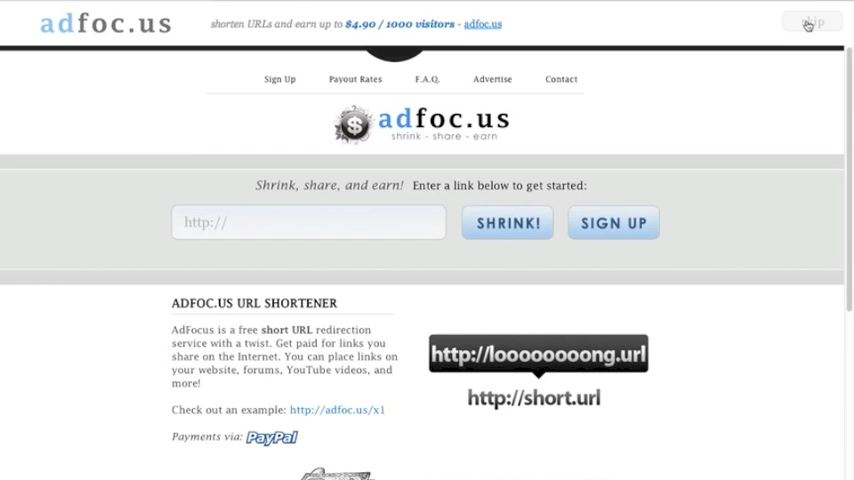 adfoc.us
shorten URLs and earn up to $4.90 / 1000 visitors - adfoc.us
skip
Sign Up Payout Rates F.A.Q. Advertise Contact
adfoc.us
shrink - share - earn
Shrink, share, and earn! Enter a link below to get started:
http:// SHRINK! SIGN UP
ADFOC.US URL SHORTENER
AdFocus is a free short URL redirection
service with a twist. Get paid for links you
share on the Internet. You can place links on
your website, forums, YouTube videos, and
more!
Check out an example: http://adfoc.us/x1
Payments via: PayPal
http://looooooooong.url
http://short.url